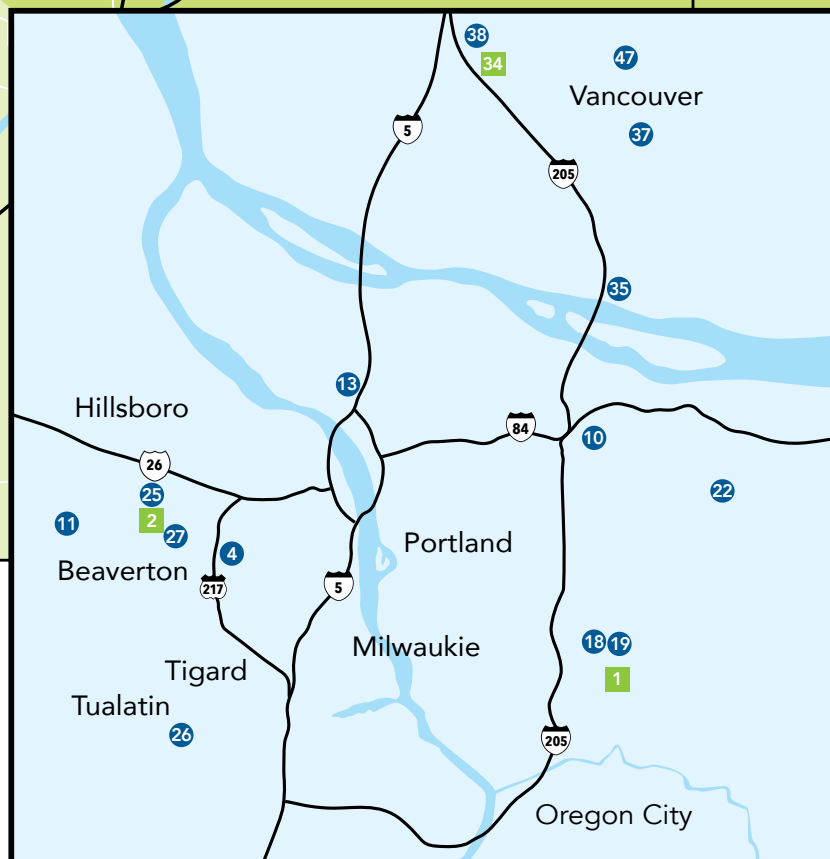 38
34
47
Vancouver
5
37
205
35
13
Hillsboro
84
10
26
25
22
2
11
27
Portland
4
Beaverton
217
5
18 19
Milwaukie
Tigard
1
Tualatin
26
205
Oregon City